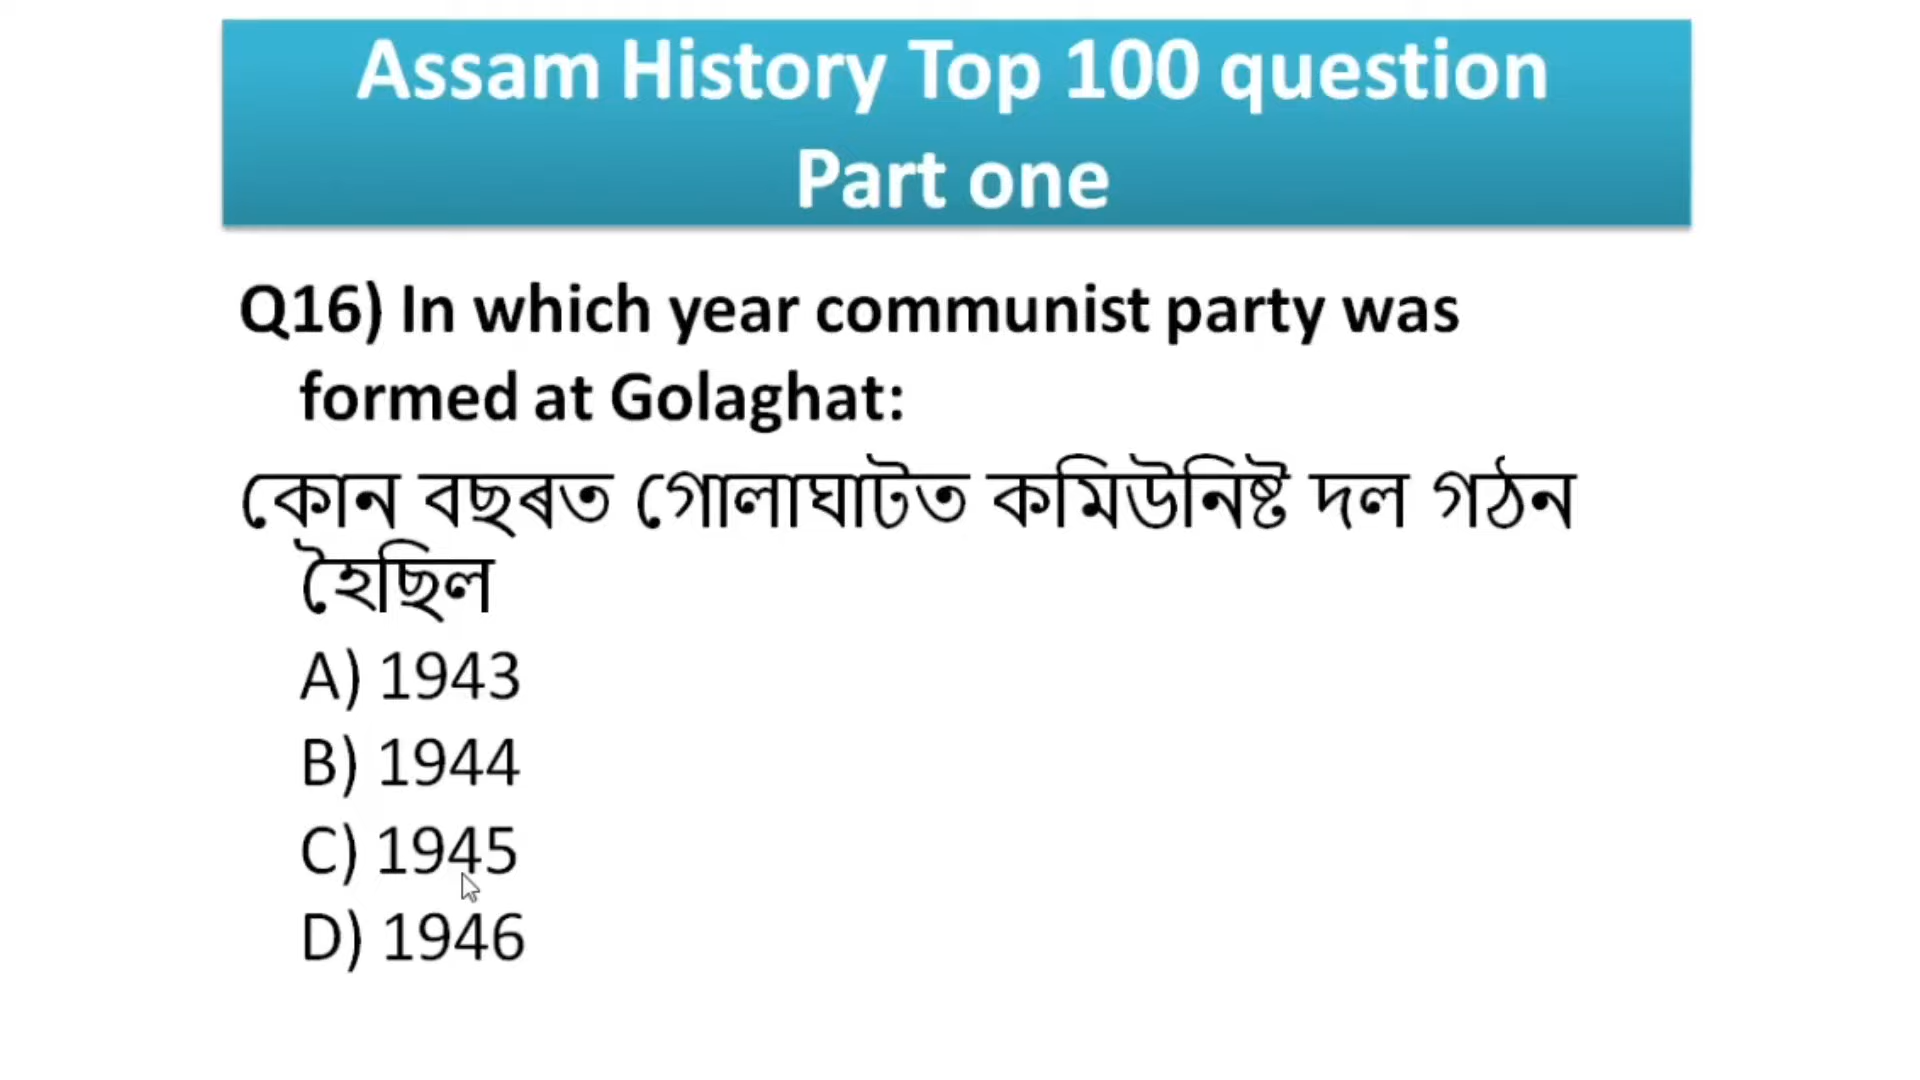 Assam History Top 100 question
Part one
Q16) In which year communist party was
formed at Golaghat:
কোন বছৰত গোলাঘাটত কমিউনিষ্ট দল গঠন
হৈছিল
A) 1943
B) 1944
C) 1945
D) 1946